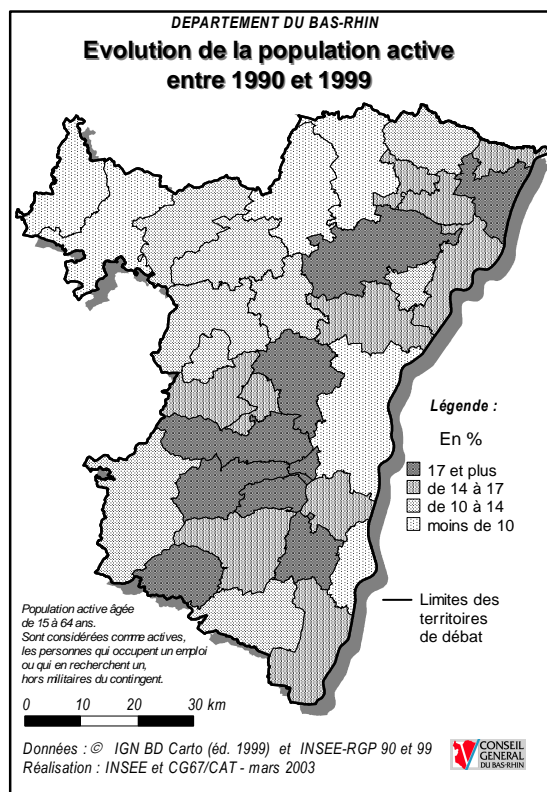 DEPARTEMENT DU BAS-RHIN
Evolution de la population active
entre 1990 et 1999
Légende :
En %
17 et plus
de 14 à 17
de 10 à 14
moins de 10
Limites des
territoires
de débat
Population active âgée
de 15 à 64 ans.
Sont considérées comme actives,
les personnes qui occupent un emploi
ou qui en recherchent un,
hors militaires du contingent.
0 10 20 30 km
Données : © IGN BD Carto (éd. 1999) et INSEE-RGP 90 et 99
Réalisation : INSEE et CG67/CAT - mars 2003
CONSEIL
GENERAL
DU BAS-RHIN